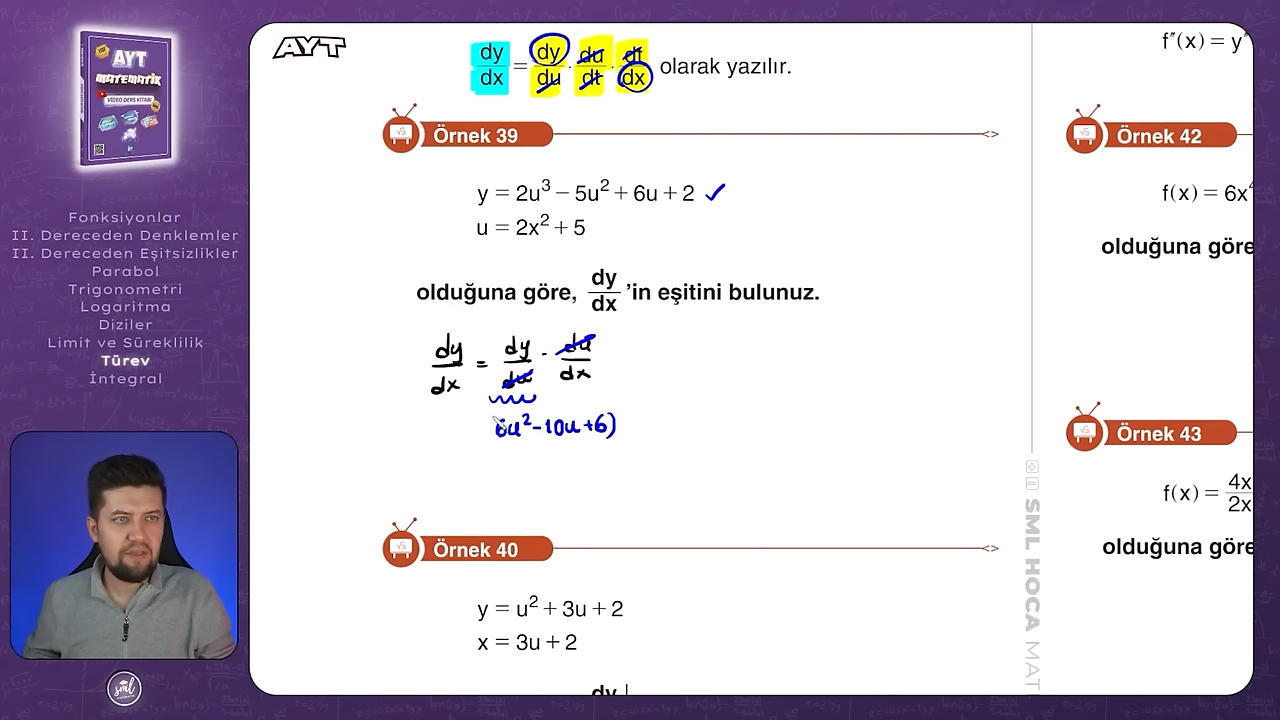 AYT
MATEMATİK
VİDEO DERS KİTABI
Fonksiyonlar
II. Dereceden Denklemler
II. Dereceden Eşitsizlikler
Parabol
Trigonometri
Logaritma
Diziler
Limit ve Süreklilik
Türev
İntegral
sml
AYT
dy/dx = dy/du · du/dt · dt/dx olarak yazılır.
Örnek 39
y = 2u³ − 5u² + 6u + 2 ✓
u = 2x² + 5
olduğuna göre, dy/dx 'in eşitini bulunuz.
dy/dx = dy/du · du/dx
6u² − 10u + 6)
Örnek 40
y = u² + 3u + 2
x = 3u + 2
dy |
SML HOCA MAT
f''(x) = y''
Örnek 42
f(x) = 6x⁴
olduğuna göre
Örnek 43
f(x) = 4x/2x
olduğuna göre